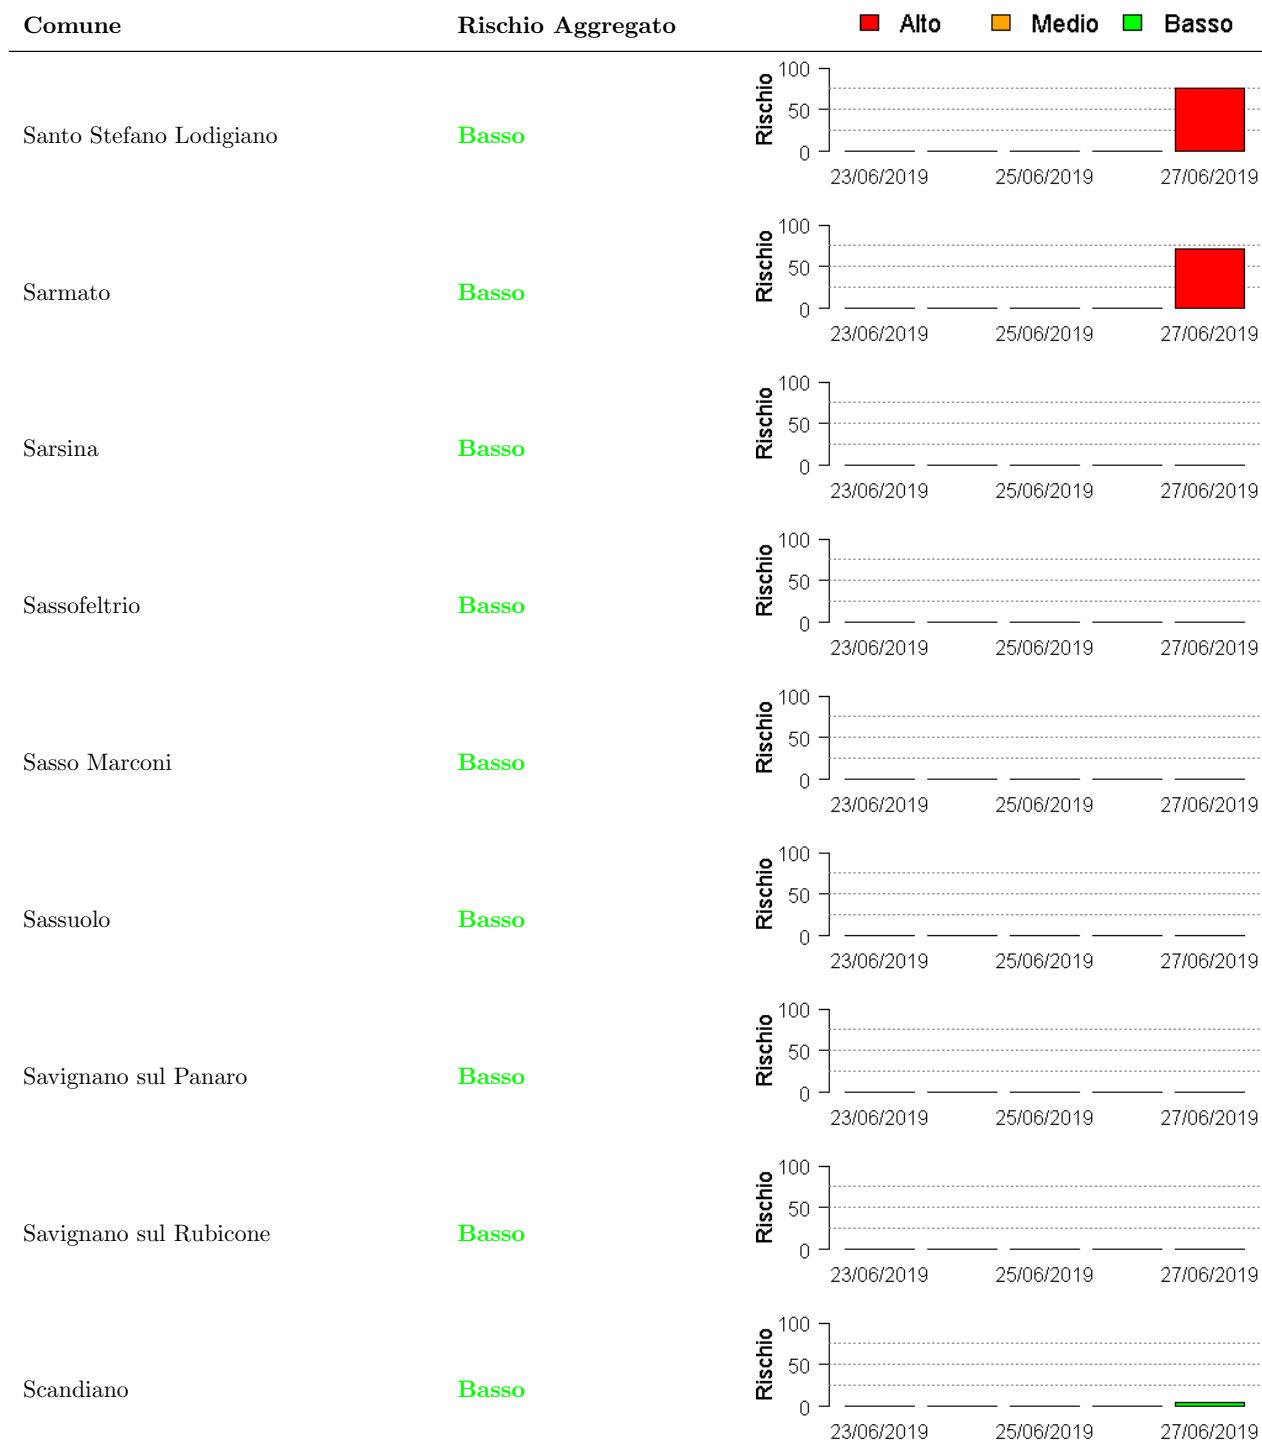 Comune Rischio Aggregato Alto Medio Basso
100
50
0
Rischio
Santo Stefano Lodigiano Basso
23/06/2019 25/06/2019 27/06/2019
100
50
0
Rischio
Sarmato Basso
23/06/2019 25/06/2019 27/06/2019
100
50
0
Rischio
Sarsina Basso
23/06/2019 25/06/2019 27/06/2019
100
50
0
Rischio
Sassofeltrio Basso
23/06/2019 25/06/2019 27/06/2019
100
50
0
Rischio
Sasso Marconi Basso
23/06/2019 25/06/2019 27/06/2019
100
50
0
Rischio
Sassuolo Basso
23/06/2019 25/06/2019 27/06/2019
100
50
0
Rischio
Savignano sul Panaro Basso
23/06/2019 25/06/2019 27/06/2019
100
50
0
Rischio
Savignano sul Rubicone Basso
23/06/2019 25/06/2019 27/06/2019
100
50
0
Rischio
Scandiano Basso
23/06/2019 25/06/2019 27/06/2019